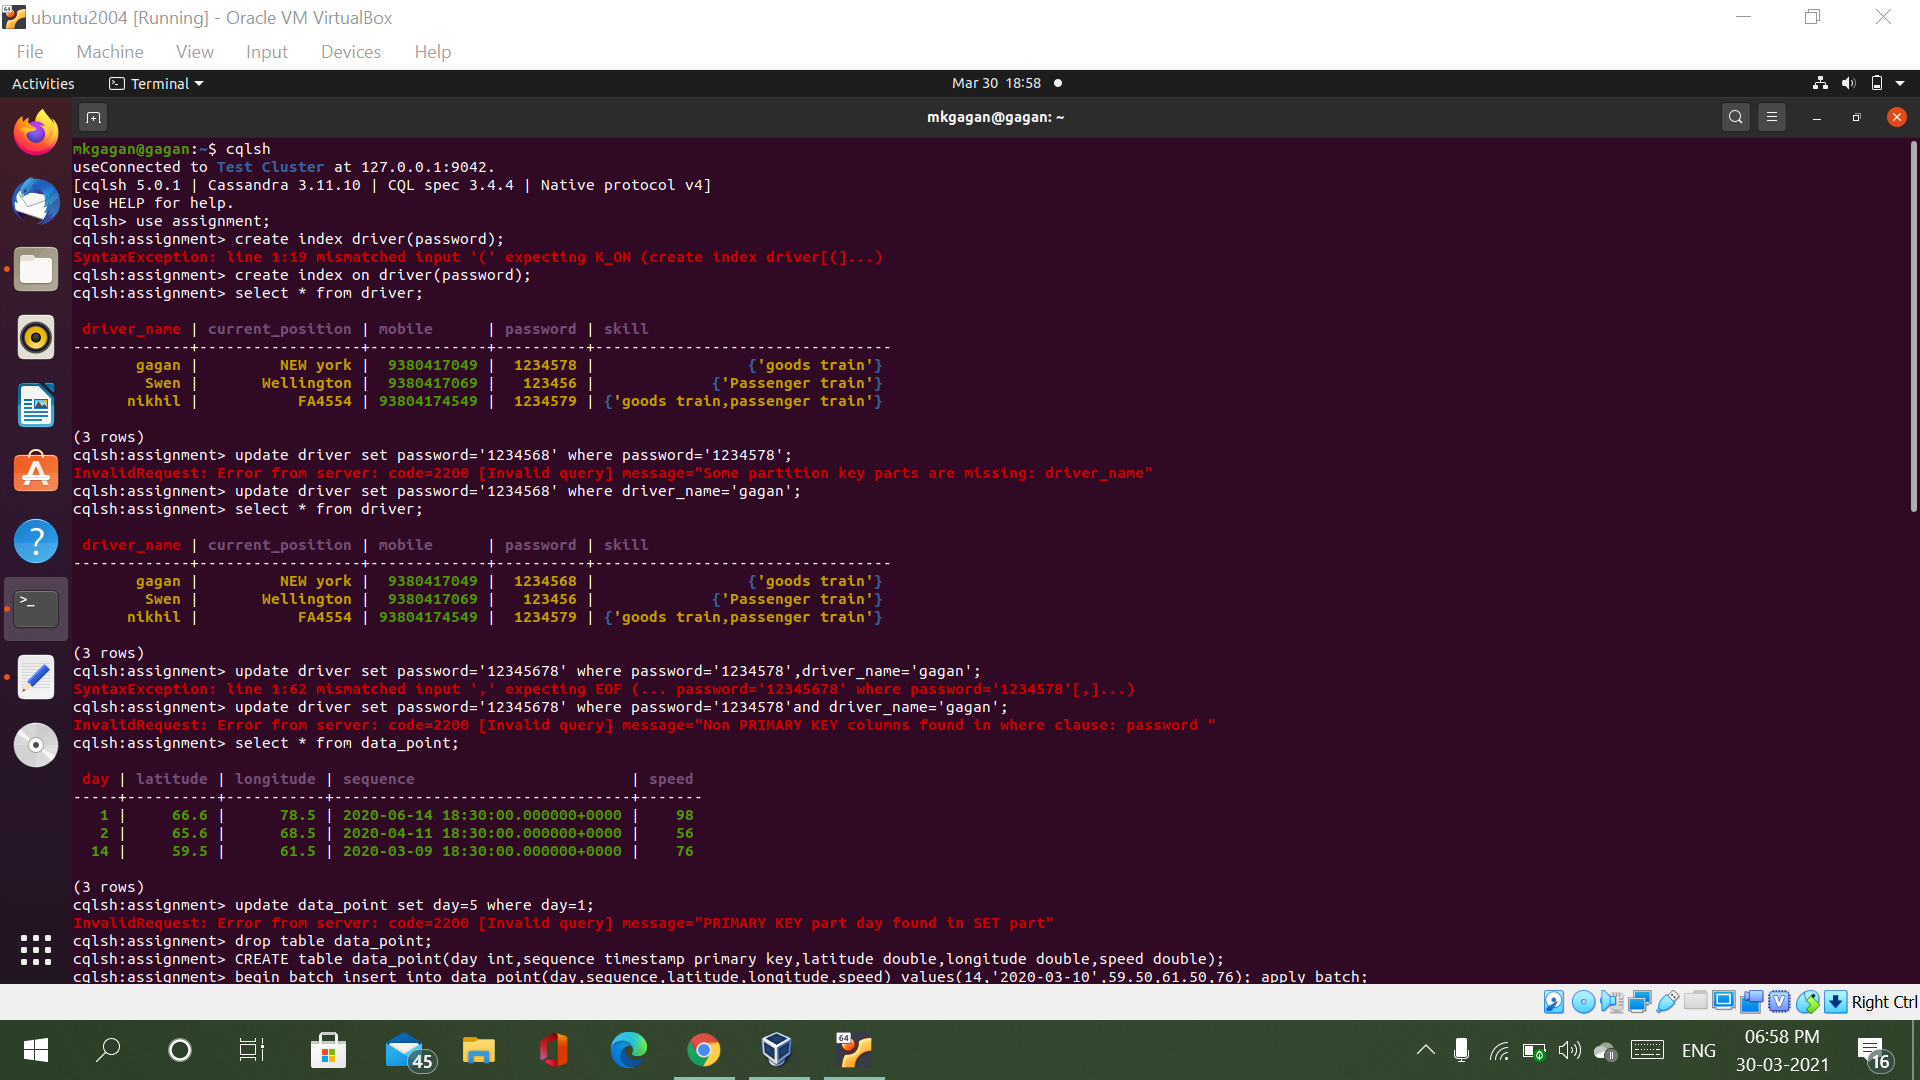 ubuntu2004 [Running] - Oracle VM VirtualBox
File Machine View Input Devices Help
Activities Terminal Mar 30 18:58
mkgagan@gagan: ~
mkgagan@gagan:~$ cqlsh
useConnected to Test Cluster at 127.0.0.1:9042.
[cqlsh 5.0.1 | Cassandra 3.11.10 | CQL spec 3.4.4 | Native protocol v4]
Use HELP for help.
cqlsh> use assignment;
cqlsh:assignment> create index driver(password);
SyntaxException: line 1:19 mismatched input '(' expecting K_ON (create index driver[(]...)
cqlsh:assignment> create index on driver(password);
cqlsh:assignment> select * from driver;
driver_name | current_position | mobile | password | skill
-------------+------------------+-------------+----------+---------------------------------
gagan | NEW york | 9380417049 | 1234578 | {'goods train'}
Swen | Wellington | 9380417069 | 123456 | {'Passenger train'}
nikhil | FA4554 | 93804174549 | 1234579 | {'goods train,passenger train'}
(3 rows)
cqlsh:assignment> update driver set password='1234568' where password='1234578';
InvalidRequest: Error from server: code=2200 [Invalid query] message="Some partition key parts are missing: driver_name"
cqlsh:assignment> update driver set password='1234568' where driver_name='gagan';
cqlsh:assignment> select * from driver;
driver_name | current_position | mobile | password | skill
-------------+------------------+-------------+----------+---------------------------------
gagan | NEW york | 9380417049 | 1234568 | {'goods train'}
Swen | Wellington | 9380417069 | 123456 | {'Passenger train'}
nikhil | FA4554 | 93804174549 | 1234579 | {'goods train,passenger train'}
(3 rows)
cqlsh:assignment> update driver set password='12345678' where password='1234578',driver_name='gagan';
SyntaxException: line 1:62 mismatched input ',' expecting EOF (... password='12345678' where password='1234578'[,]...)
cqlsh:assignment> update driver set password='12345678' where password='1234578'and driver_name='gagan';
InvalidRequest: Error from server: code=2200 [Invalid query] message="Non PRIMARY KEY columns found in where clause: password "
cqlsh:assignment> select * from data_point;
day | latitude | longitude | sequence | speed
-----+----------+-----------+---------------------------------+-------
1 | 66.6 | 78.5 | 2020-06-14 18:30:00.000000+0000 | 98
2 | 65.6 | 68.5 | 2020-04-11 18:30:00.000000+0000 | 56
14 | 59.5 | 61.5 | 2020-03-09 18:30:00.000000+0000 | 76
(3 rows)
cqlsh:assignment> update data_point set day=5 where day=1;
InvalidRequest: Error from server: code=2200 [Invalid query] message="PRIMARY KEY part day found in SET part"
cqlsh:assignment> drop table data_point;
cqlsh:assignment> CREATE table data_point(day int,sequence timestamp primary key,latitude double,longitude double,speed double);
cqlsh:assignment> begin batch insert into data_point(day,sequence,latitude,longitude,speed) values(14,'2020-03-10',59.50,61.50,76); apply batch;
Right Ctrl
45
64
ENG
06:58 PM
30-03-2021
16